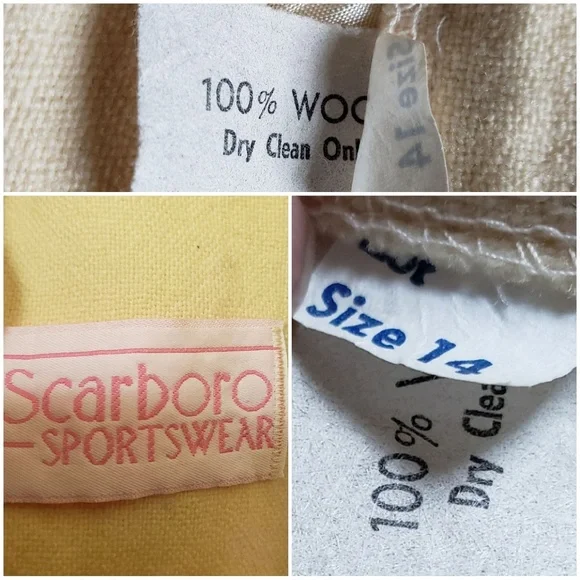 100% WOO
Dry Clean Onl
Size 14
Scarboro
SPORTSWEAR
Size 14
100% W
Dry Clea